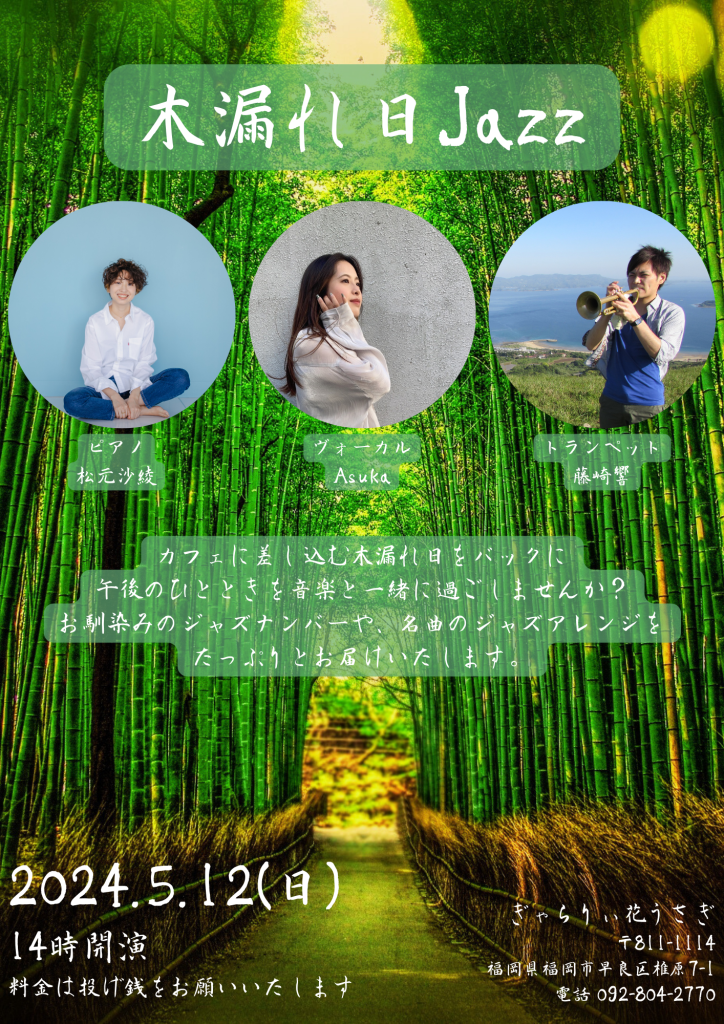 木漏れ日Jazz
ピアノ
松元沙綾
ヴォーカル
Asuka
トランペット
藤崎響
カフェに差し込む木漏れ日をバックに
午後のひとときを音楽と一緒に過ごしませんか？
お馴染みのジャズナンバーや、名曲のジャズアレンジを
たっぷりとお届けいたします。
2024.5.12(日)
14時開演
料金は投げ銭をお願いいたします
ぎゃらりぃ花うさぎ
〒811-1114
福岡県福岡市早良区椎原7-1
電話 092-804-2770